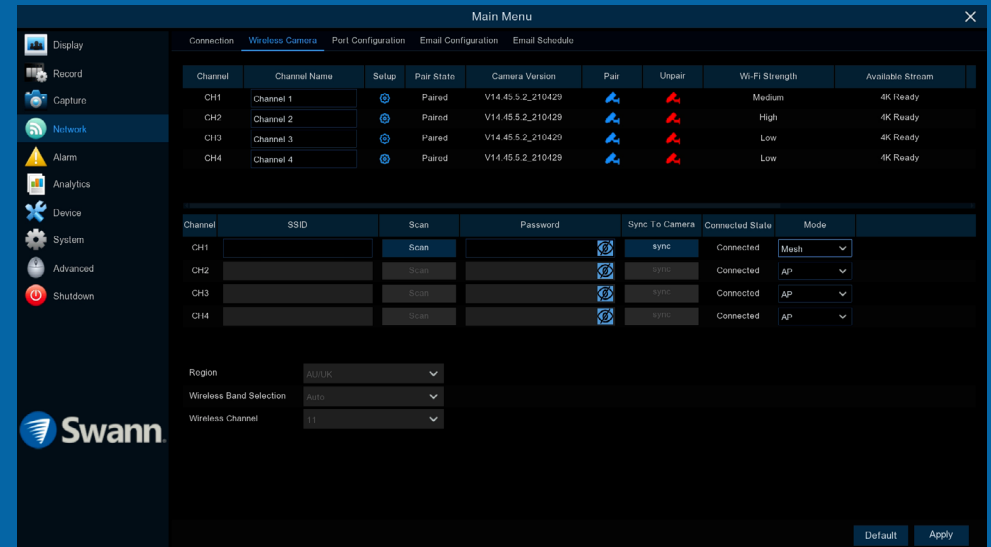 Main Menu
Display
Record
Capture
Network
Alarm
Analytics
Device
System
Advanced
Shutdown
Swann.
Connection Wireless Camera Port Configuration Email Configuration Email Schedule
Channel Channel Name Setup Pair State Camera Version Pair Unpair Wi-Fi Strength Available Stream
CH1 Channel 1 Paired V14.45.5.2_210429 Medium 4K Ready
CH2 Channel 2 Paired V14.45.5.2_210429 High 4K Ready
CH3 Channel 3 Paired V14.45.5.2_210429 Low 4K Ready
CH4 Channel 4 Paired V14.45.5.2_210429 Low 4K Ready
Channel SSID Scan Password Sync To Camera Connected State Mode
CH1 Scan sync Connected Mesh
CH2 Scan sync Connected AP
CH3 Scan sync Connected AP
CH4 Scan sync Connected AP
Region AU/UK
Wireless Band Selection Auto
Wireless Channel 11
Default Apply